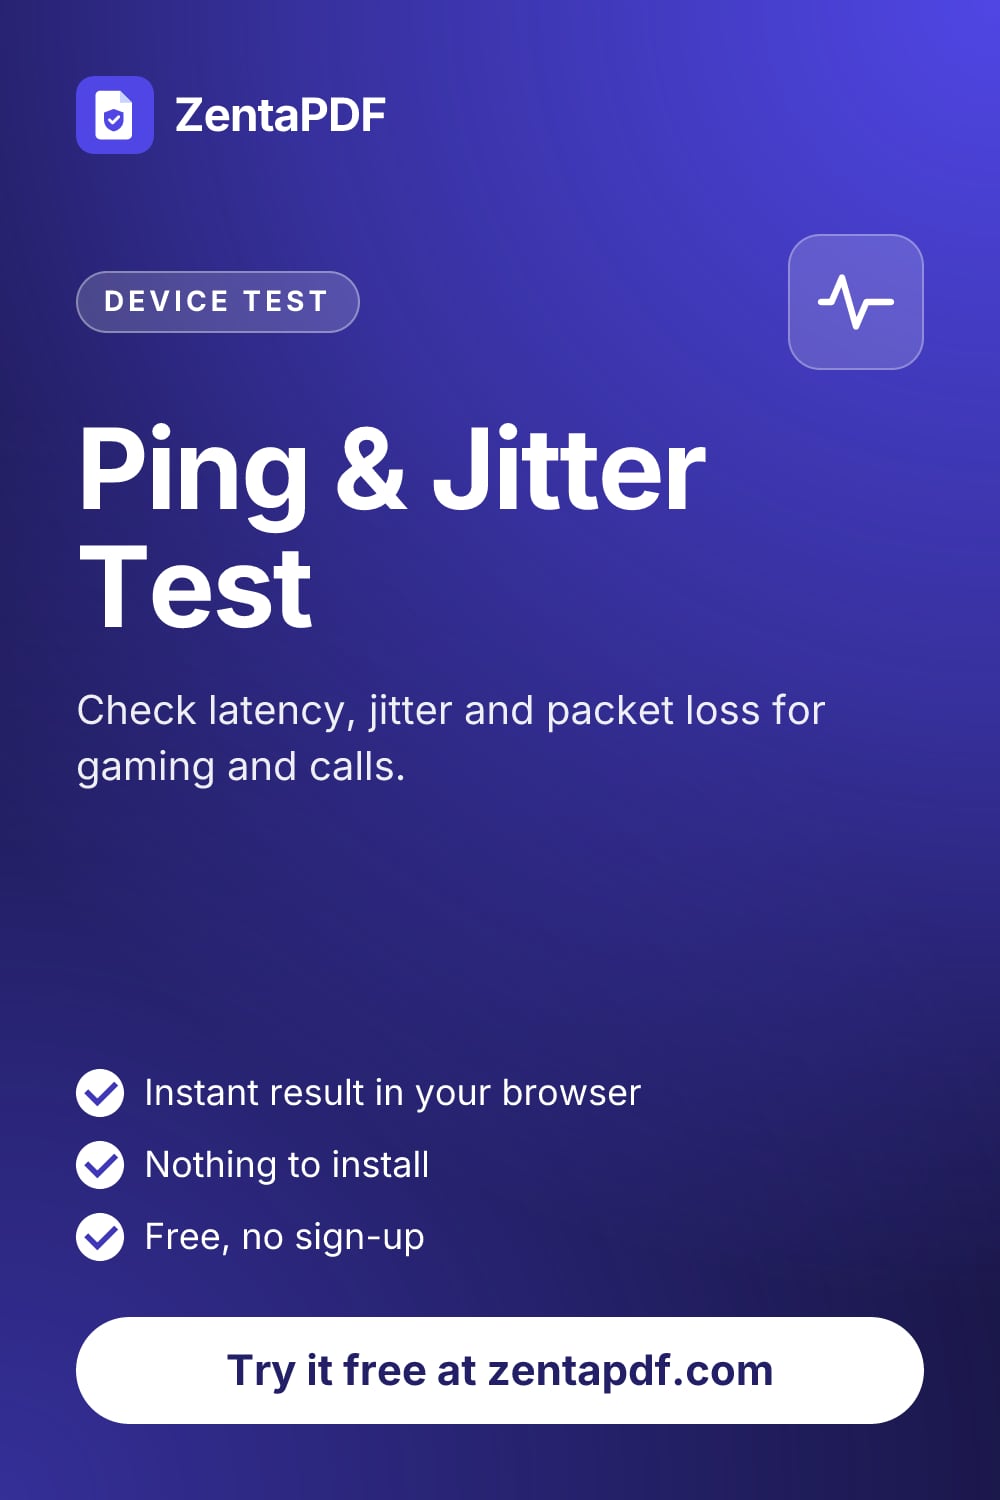 ZentaPDF
DEVICE TEST
Ping & Jitter
Test
Check latency, jitter and packet loss for
gaming and calls.
Instant result in your browser
Nothing to install
Free, no sign-up
Try it free at zentapdf.com